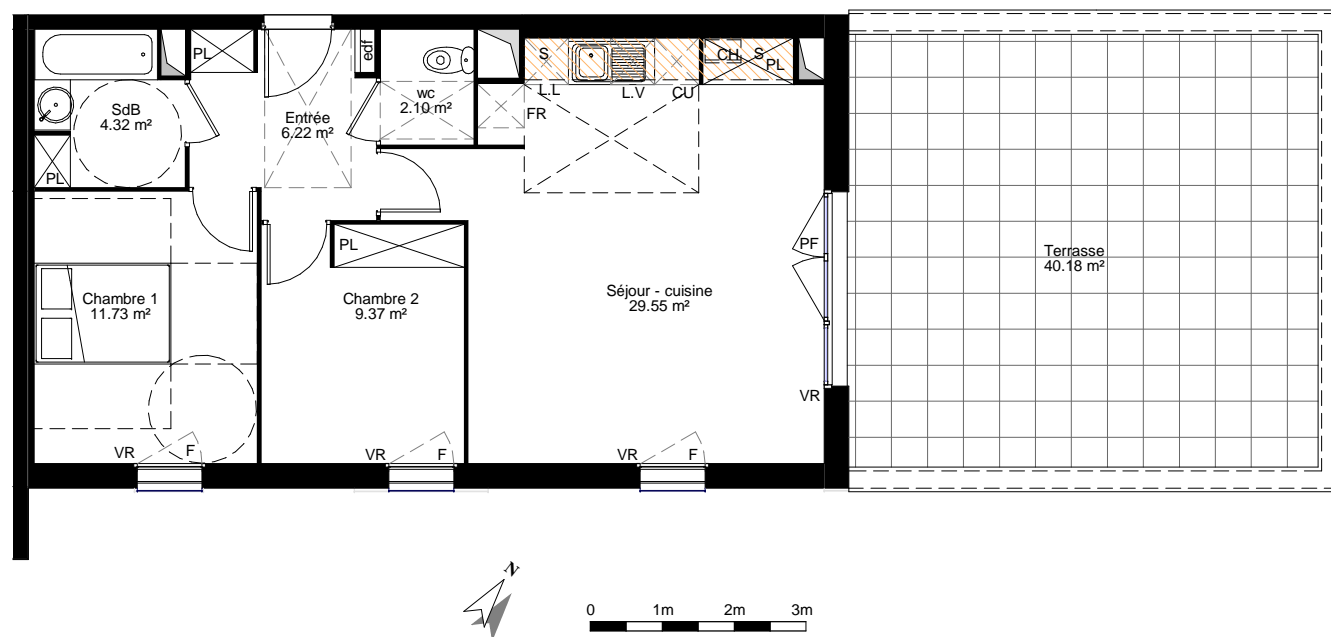 PL
edf
S
CH
S
PL
L.L
L.V
CU
FR
SdB
4.32 m²
Entrée
6.22 m²
wc
2.10 m²
PL
PL
PF
Terrasse
40.18 m²
Chambre 1
11.73 m²
Chambre 2
9.37 m²
Séjour - cuisine
29.55 m²
VR
VR
F
VR
F
VR
F
N
0 1m 2m 3m